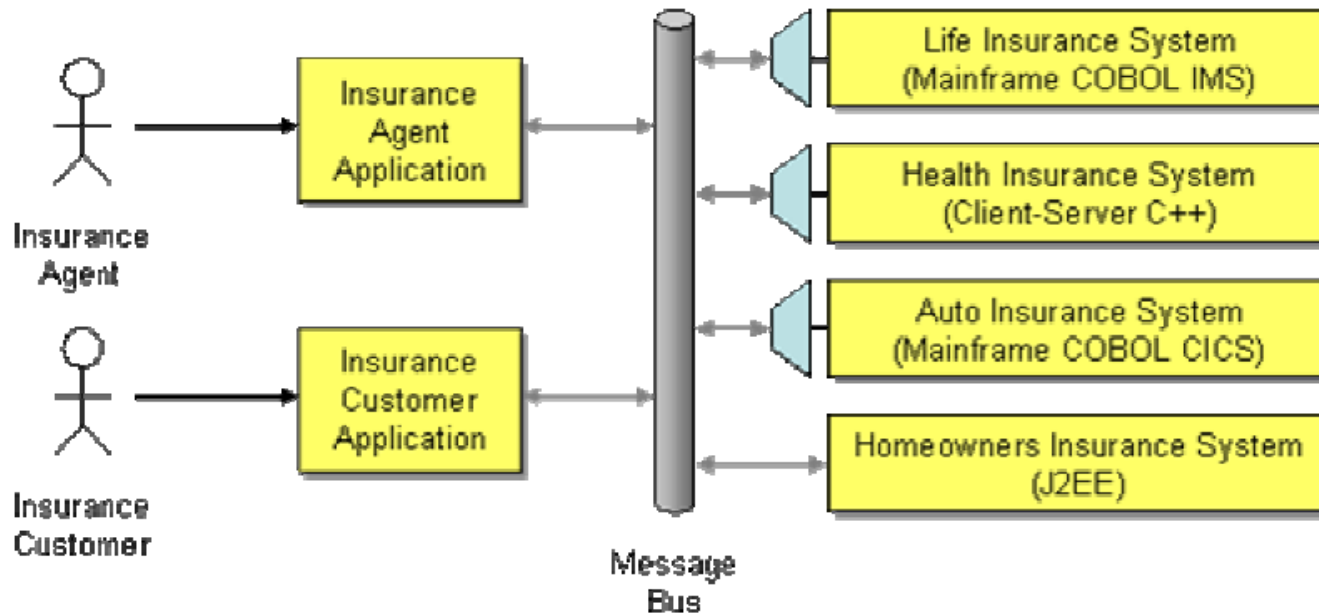 Insurance
Agent
Insurance
Agent
Application
Insurance
Customer
Insurance
Customer
Application
Message
Bus
Life Insurance System
(Mainframe COBOL IMS)
Health Insurance System
(Client-Server C++)
Auto Insurance System
(Mainframe COBOL CICS)
Homeowners Insurance System
(J2EE)